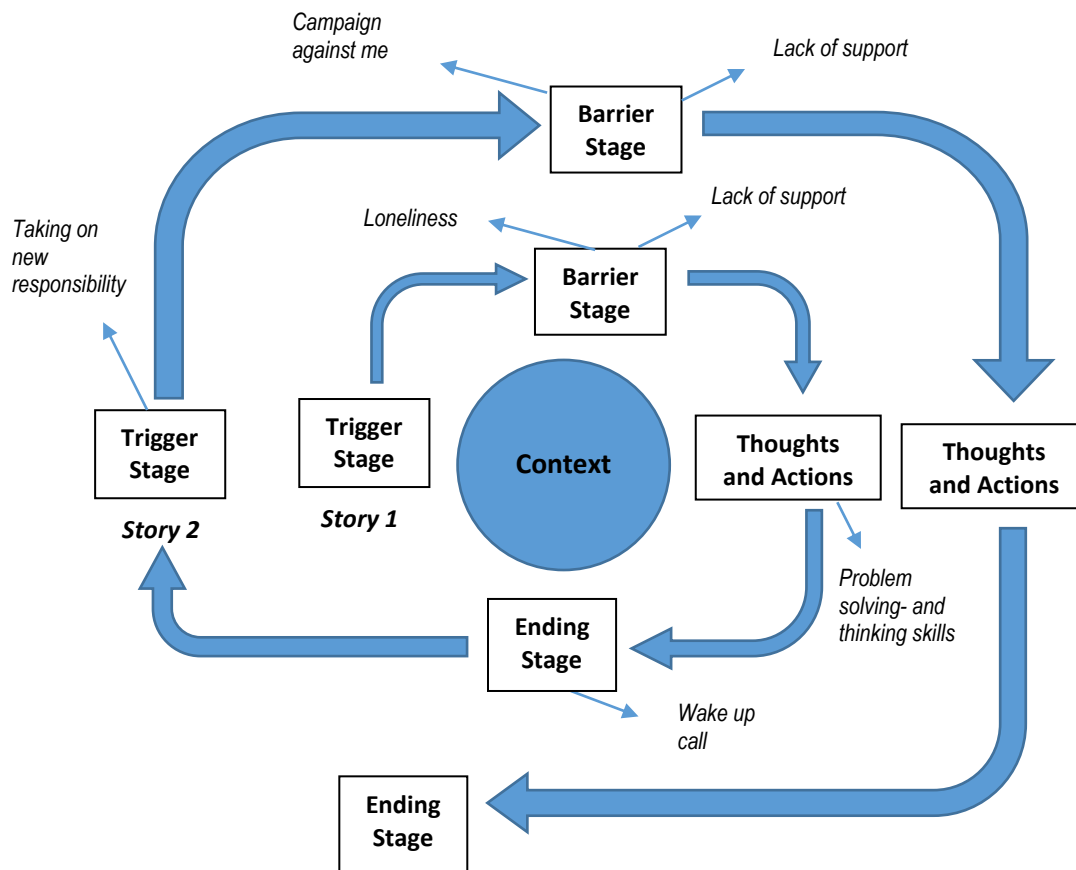 Campaign
against me
Lack of support
Barrier
Stage
Taking on
new
responsibility
Loneliness
Lack of support
Barrier
Stage
Trigger
Stage
Story 2
Trigger
Stage
Story 1
Context
Thoughts
and Actions
Thoughts
and Actions
Problem
solving- and
thinking skills
Ending
Stage
Wake up
call
Ending
Stage